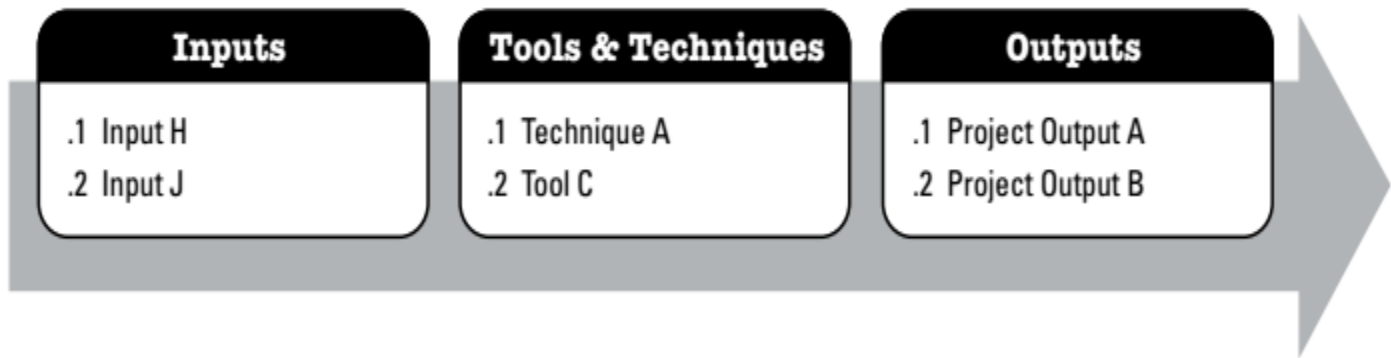 Inputs
.1 Input H
.2 Input J
Tools & Techniques
.1 Technique A
.2 Tool C
Outputs
.1 Project Output A
.2 Project Output B